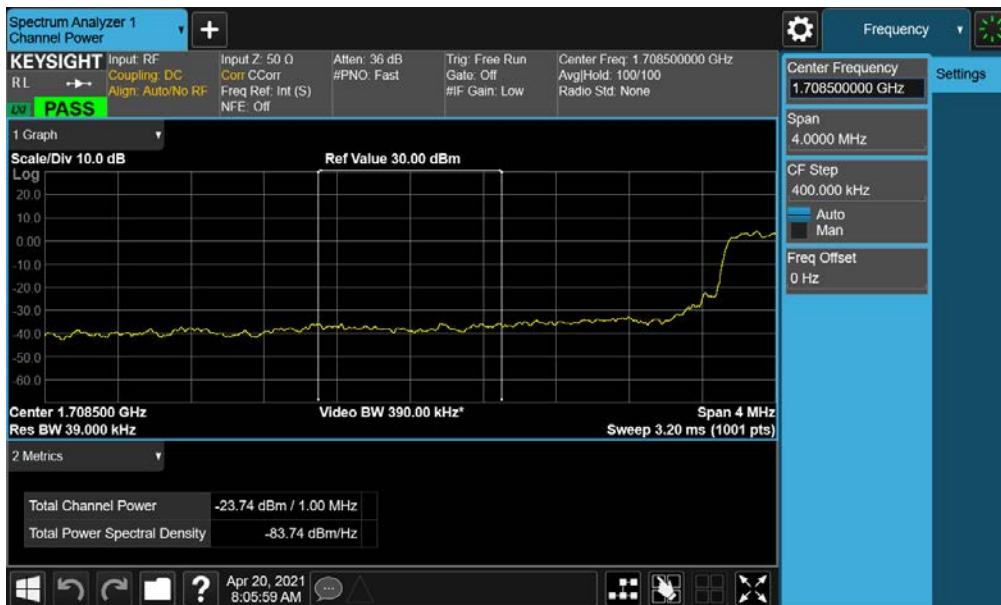 Spectrum Analyzer 1
Channel Power
+
Frequency
KEYSIGHT
RL
LXI
PASS
Input: RF
Coupling: DC
Align: Auto/No RF
Input Z: 50 Ω
Corr CCorr
Freq Ref: Int (S)
NFE: Off
Atten: 36 dB
#PNO: Fast
Trig: Free Run
Gate: Off
#IF Gain: Low
Center Freq: 1.708500000 GHz
Avg|Hold: 100/100
Radio Std: None
Center Frequency
1.708500000 GHz
Settings
Span
4.0000 MHz
CF Step
400.000 kHz
Auto
Man
Freq Offset
0 Hz
1 Graph
Scale/Div 10.0 dB
Ref Value 30.00 dBm
Log
20.0
10.0
0.00
-10.0
-20.0
-30.0
-40.0
-50.0
-60.0
Center 1.708500 GHz
Video BW 390.00 kHz*
Span 4 MHz
Res BW 39.000 kHz
Sweep 3.20 ms (1001 pts)
2 Metrics
Total Channel Power -23.74 dBm / 1.00 MHz
Total Power Spectral Density -83.74 dBm/Hz
?
Apr 20, 2021
8:05:59 AM